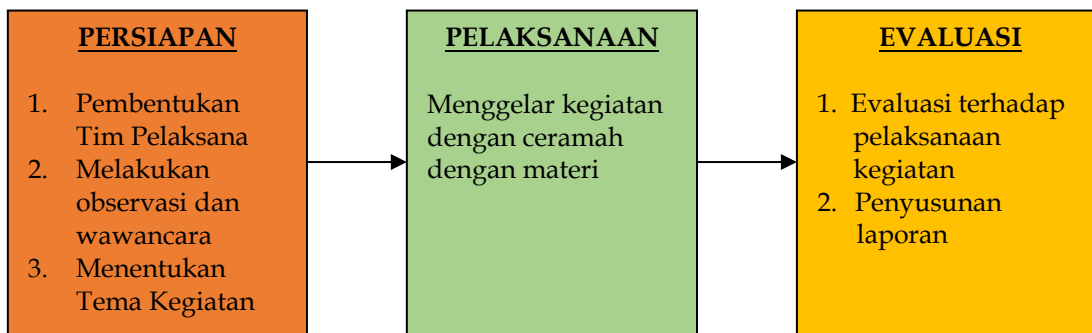 PERSIAPAN
1. Pembentukan
Tim Pelaksana
2. Melakukan
observasi dan
wawancara
3. Menentukan
Tema Kegiatan
PELAKSANAAN
Menggelar kegiatan
dengan ceramah
dengan materi
EVALUASI
1. Evaluasi terhadap
pelaksanaan
kegiatan
2. Penyusunan
laporan